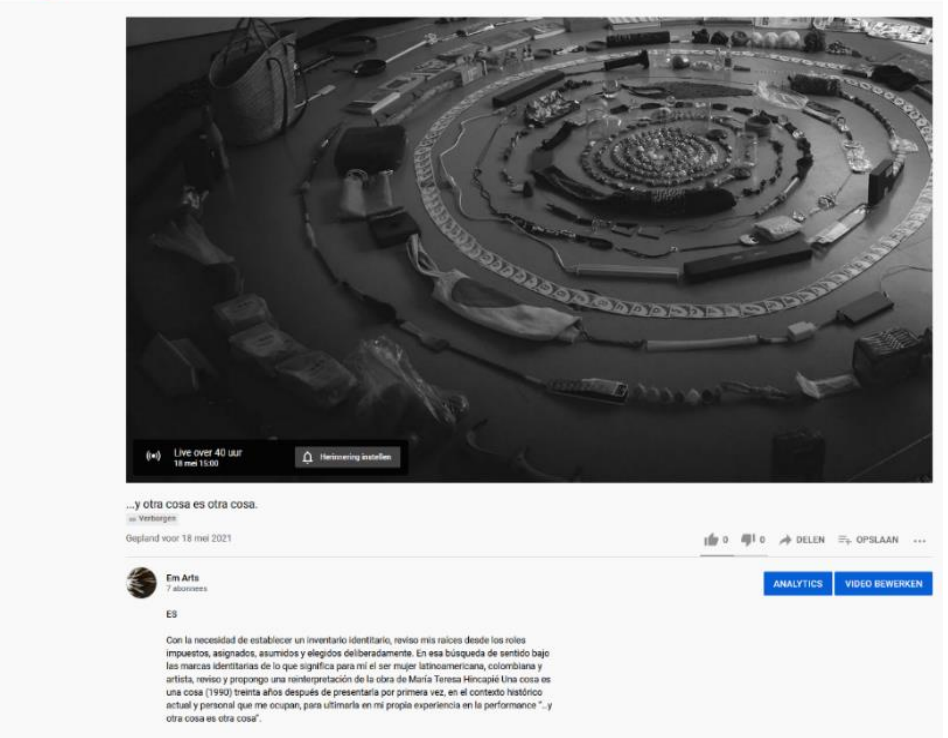 Live over 40 uur
18 mei 15:00
Herinnering instellen
...y otra cosa es otra cosa.
Verborgen
Gepland voor 18 mei 2021
0
0
DELEN
OPSLAAN
Em Arts
7 abonnees
ANALYTICS
VIDEO BEWERKEN
ES
Con la necesidad de establecer un inventario identitario, reviso mis raíces desde los roles
impuestos, asignados, asumidos y elegidos deliberadamente. En esa búsqueda de sentido bajo
las marcas identitarias de lo que significa para mí el ser mujer latinoamericana, colombiana y
artista, reviso y propongo una reinterpretación de la obra de María Teresa Hincapié Una cosa es
una cosa (1990) treinta años después de presentarla por primera vez, en el contexto histórico
actual y personal que me ocupan, para ultimarla en mi propia experiencia en la performance "...y
otra cosa es otra cosa".